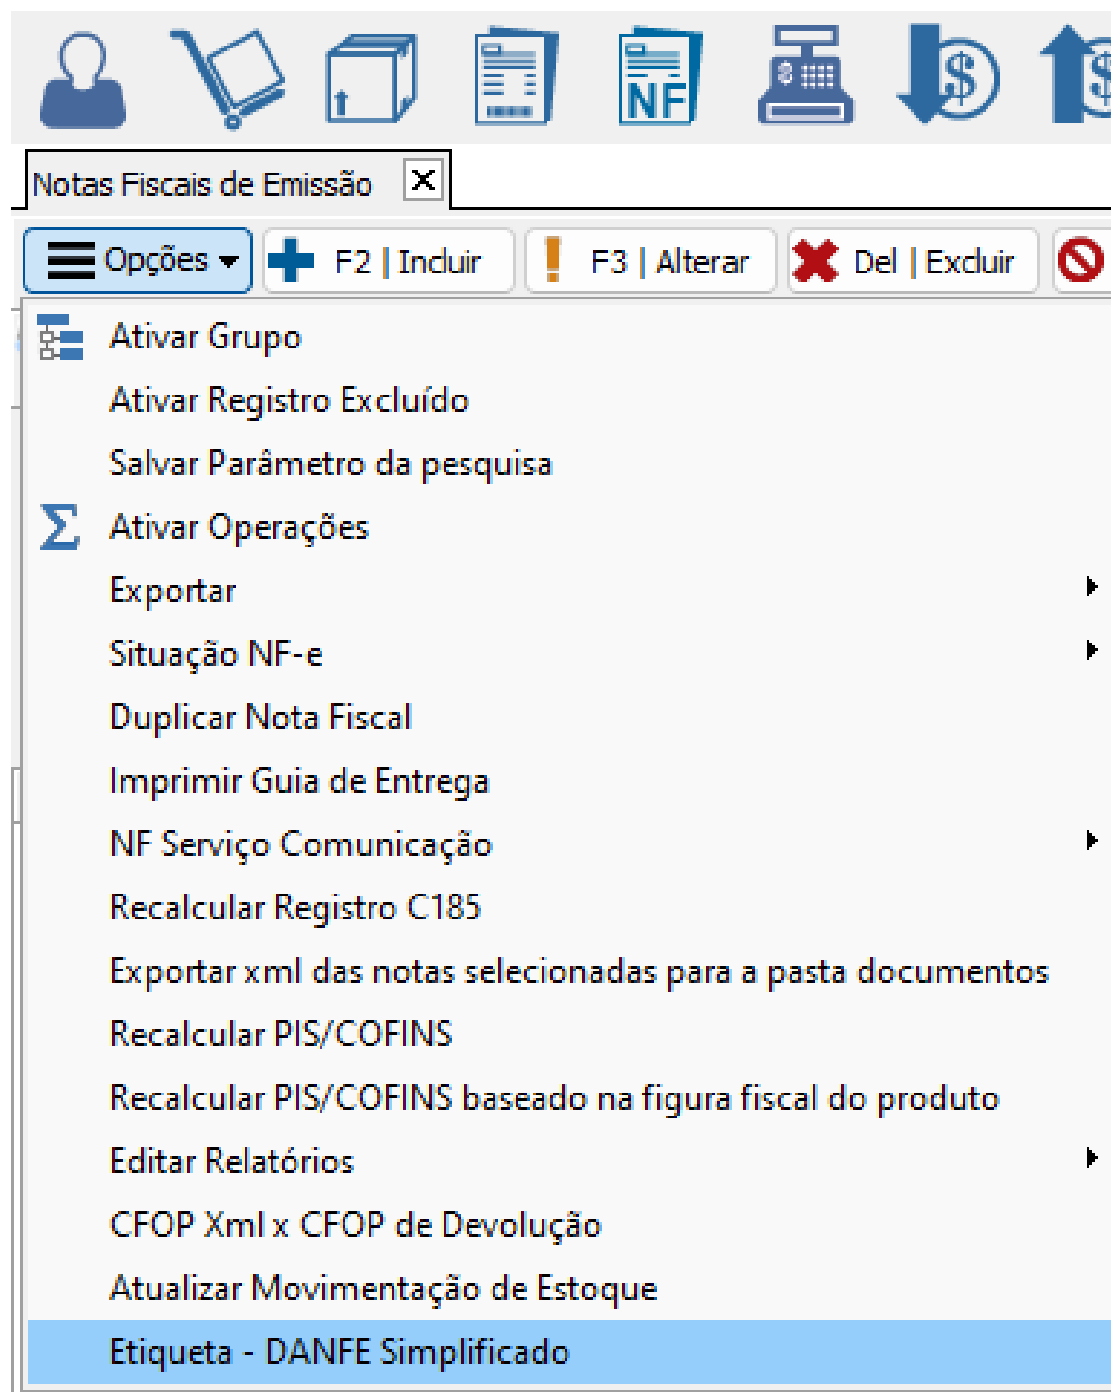 NF
Notas Fiscais de Emissão
Opções F2 | Incluir F3 | Alterar Del | Excluir
Ativar Grupo
Ativar Registro Excluído
Salvar Parâmetro da pesquisa
Ativar Operações
Exportar
Situação NF-e
Duplicar Nota Fiscal
Imprimir Guia de Entrega
NF Serviço Comunicação
Recalcular Registro C185
Exportar xml das notas selecionadas para a pasta documentos
Recalcular PIS/COFINS
Recalcular PIS/COFINS baseado na figura fiscal do produto
Editar Relatórios
CFOP Xml x CFOP de Devolução
Atualizar Movimentação de Estoque
Etiqueta - DANFE Simplificado